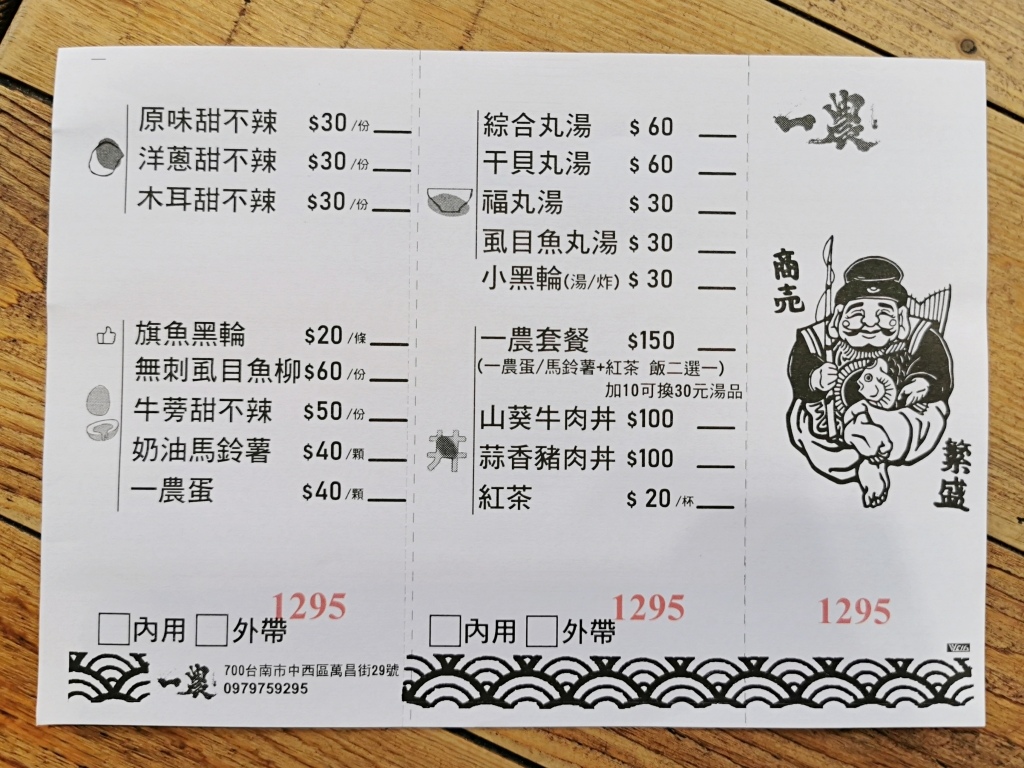 原味甜不辣 $30/份
洋蔥甜不辣 $30/份
木耳甜不辣 $30/份
旗魚黑輪 $20/條
無刺虱目魚柳 $60/份
牛蒡甜不辣 $50/份
奶油馬鈴薯 $40/顆
一農蛋 $40/顆
1295
內用 外帶
一農
700台南市中西區萬昌街29號
0979759295
綜合丸湯 $ 60
干貝丸湯 $ 60
福丸湯 $ 30
虱目魚丸湯 $ 30
小黑輪(湯/炸) $ 30
一農套餐 $150
(一農蛋/馬鈴薯+紅茶 飯二選一)
加10可換30元湯品
丼
山葵牛肉丼 $100
蒜香豬肉丼 $100
紅茶 $ 20/杯
1295
內用 外帶
一農
商売
繁盛
1295